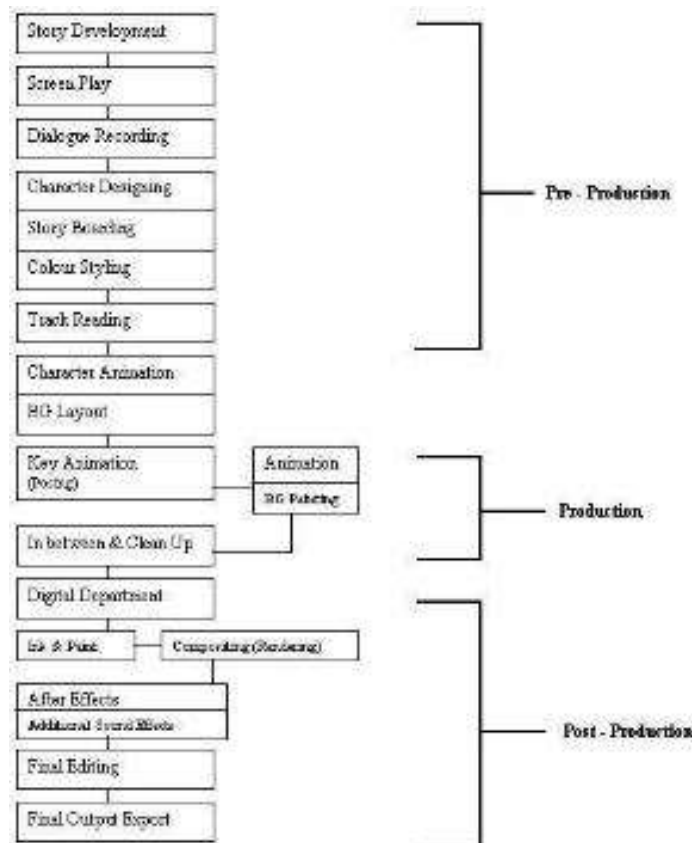 Story Development
Screen Play
Dialogue Recording
Character Designing
Story Boarding
Colour Styling
Track Reading
Character Animation
BG Layout
Key Animation
(Posing)
Animation
BG Painting
In between & Clean Up
Digital Department
Ink & Paint
Compositing (Rendering)
After Effects
Additional Sound Effects
Final Editing
Final Output Export
Pre - Production
Production
Post - Production